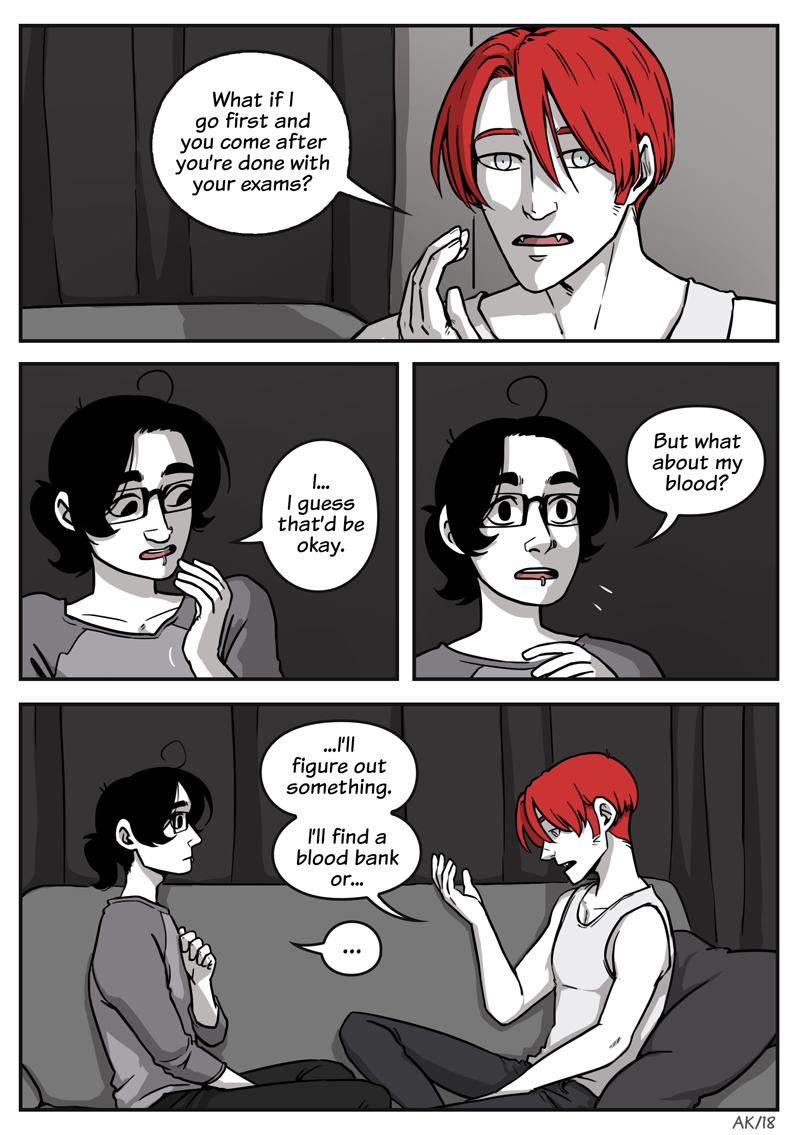 What if I
go first and
you come after
you're done with
your exams?
I...
I guess
that'd be
okay.
But what
about my
blood?
...I'll
figure out
something.
I'll find a
blood bank
or...
...
AK/18